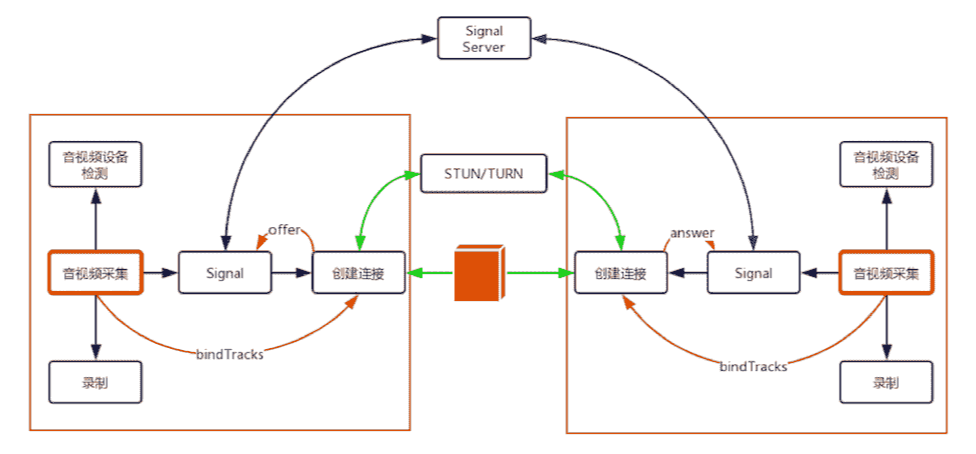 Signal
Server
音视频设备
检测
STUN/TURN
音视频设备
检测
offer
answer
音视频采集
Signal
创建连接
创建连接
Signal
音视频采集
bindTracks
bindTracks
录制
录制